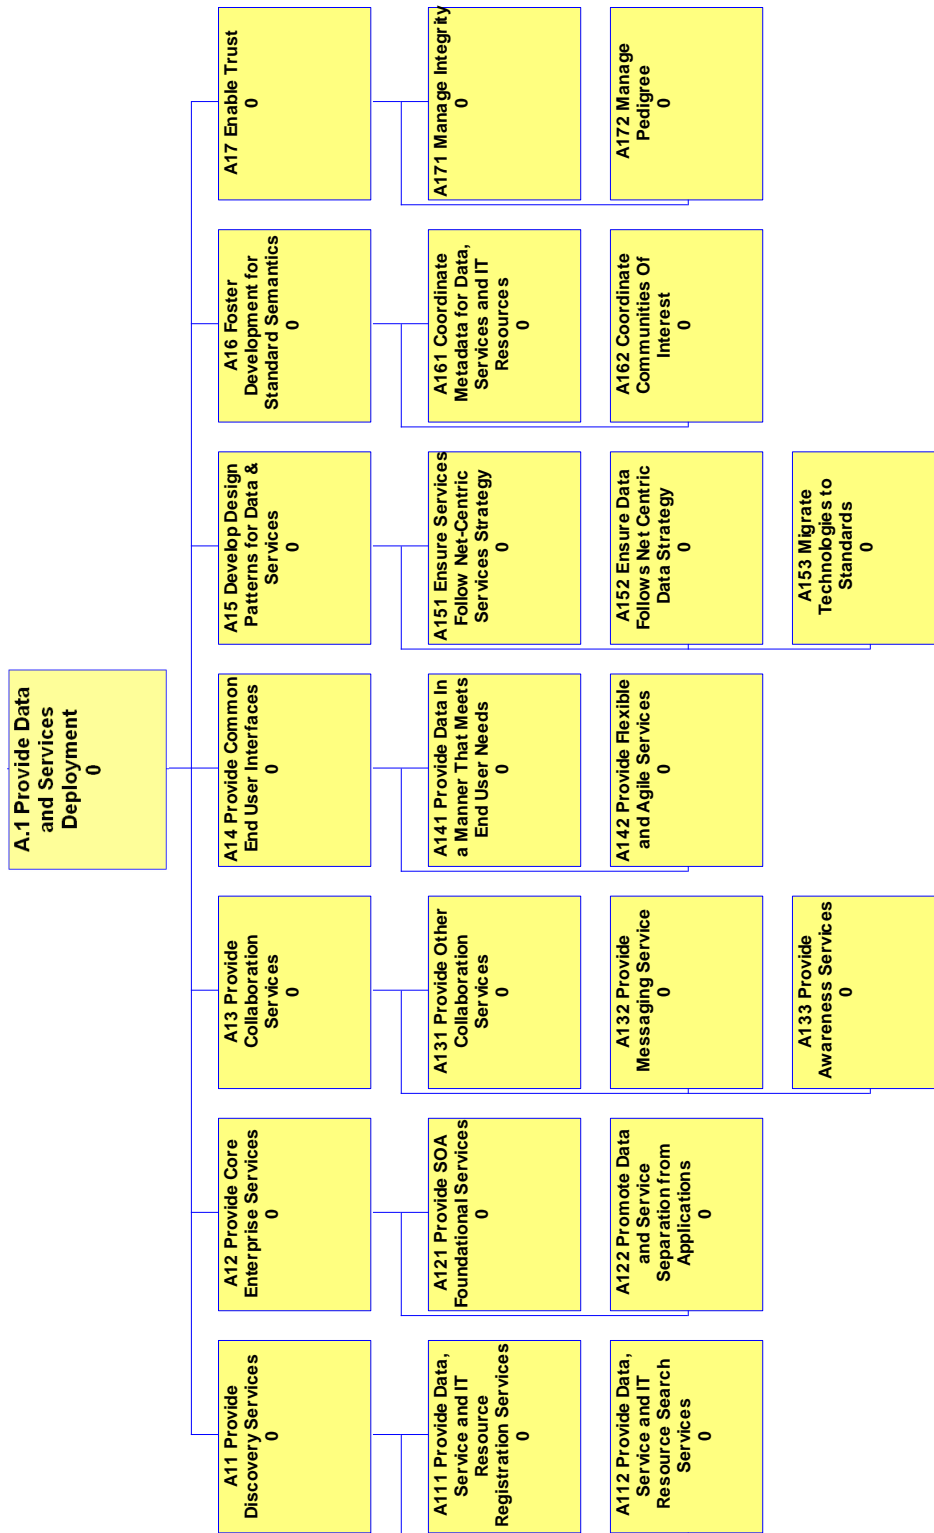 A.1 Provide Data
and Services
Deployment
0
A11 Provide
Discovery Services
0
A111 Provide Data,
Service and IT
Resource
Registration Services
0
A112 Provide Data,
Service and IT
Resource Search
Services
0
A12 Provide Core
Enterprise Services
0
A121 Provide SOA
Foundational Services
0
A122 Promote Data
and Service
Separation from
Applications
0
A13 Provide
Collaboration
Services
0
A131 Provide Other
Collaboration
Services
0
A132 Provide
Messaging Service
0
A133 Provide
Awareness Services
0
A14 Provide Common
End User Interfaces
0
A141 Provide Data In
a Manner That Meets
End User Needs
0
A142 Provide Flexible
and Agile Services
0
A15 Develop Design
Patterns for Data &
Services
0
A151 Ensure Services
Follow Net-Centric
Services Strategy
0
A152 Ensure Data
Follows Net Centric
Data Strategy
0
A153 Migrate
Technologies to
Standards
0
A16 Foster
Development for
Standard Semantics
0
A161 Coordinate
Metadata for Data,
Services and IT
Resources
0
A162 Coordinate
Communities Of
Interest
0
A17 Enable Trust
0
A171 Manage Integrity
0
A172 Manage
Pedigree
0